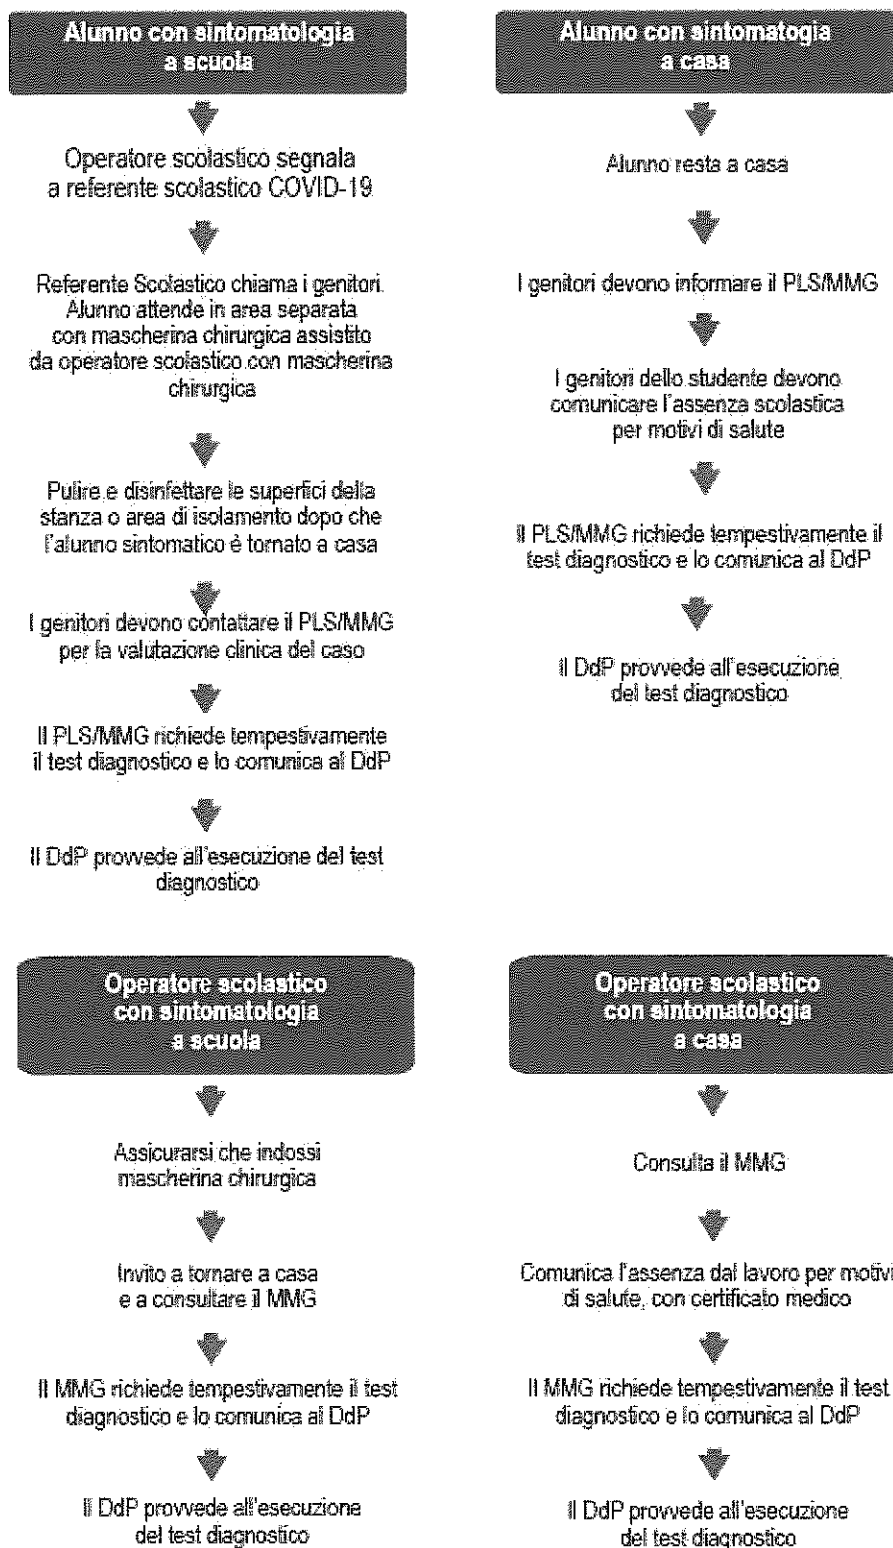 Alunno con sintomatologia
a scuola
Operatore scolastico segnala
a referente scolastico COVID-19
Referente Scolastico chiama i genitori.
Alunno attende in area separata
con mascherina chirurgica assistito
da operatore scolastico con mascherina
chirurgica
Pulire e disinfettare le superfici della
stanza o area di isolamento dopo che
l'alunno sintomatico è tornato a casa
I genitori devono contattare il PLS/MMG
per la valutazione clinica del caso
Il PLS/MMG richiede tempestivamente
il test diagnostico e lo comunica al DdP
Il DdP provvede all'esecuzione del test
diagnostico
Alunno con sintomatogia
a casa
Alunno resta a casa
I genitori devono informare il PLS/MMG
I genitori dello studente devono
comunicare l'assenza scolastica
per motivi di salute
Il PLS/MMG richiede tempestivamente il
test diagnostico e lo comunica al DdP
Il DdP provvede all'esecuzione
del test diagnostico
Operatore scolastico
con sintomatologia
a scuola
Assicurarsi che indossi
mascherina chirurgica
Invito a tornare a casa
e a consultare il MMG
Il MMG richiede tempestivamente il test
diagnostico e lo comunica al DdP
Il DdP provvede all'esecuzione
del test diagnostico
Operatore scolastico
con sintomatologia
a casa
Consulta il MMG
Comunica l'assenza dal lavoro per motivi
di salute, con certificato medico
Il MMG richiede tempestivamente il test
diagnostico e lo comunica al DdP
Il DdP provvede all'esecuzione
del test diagnostico